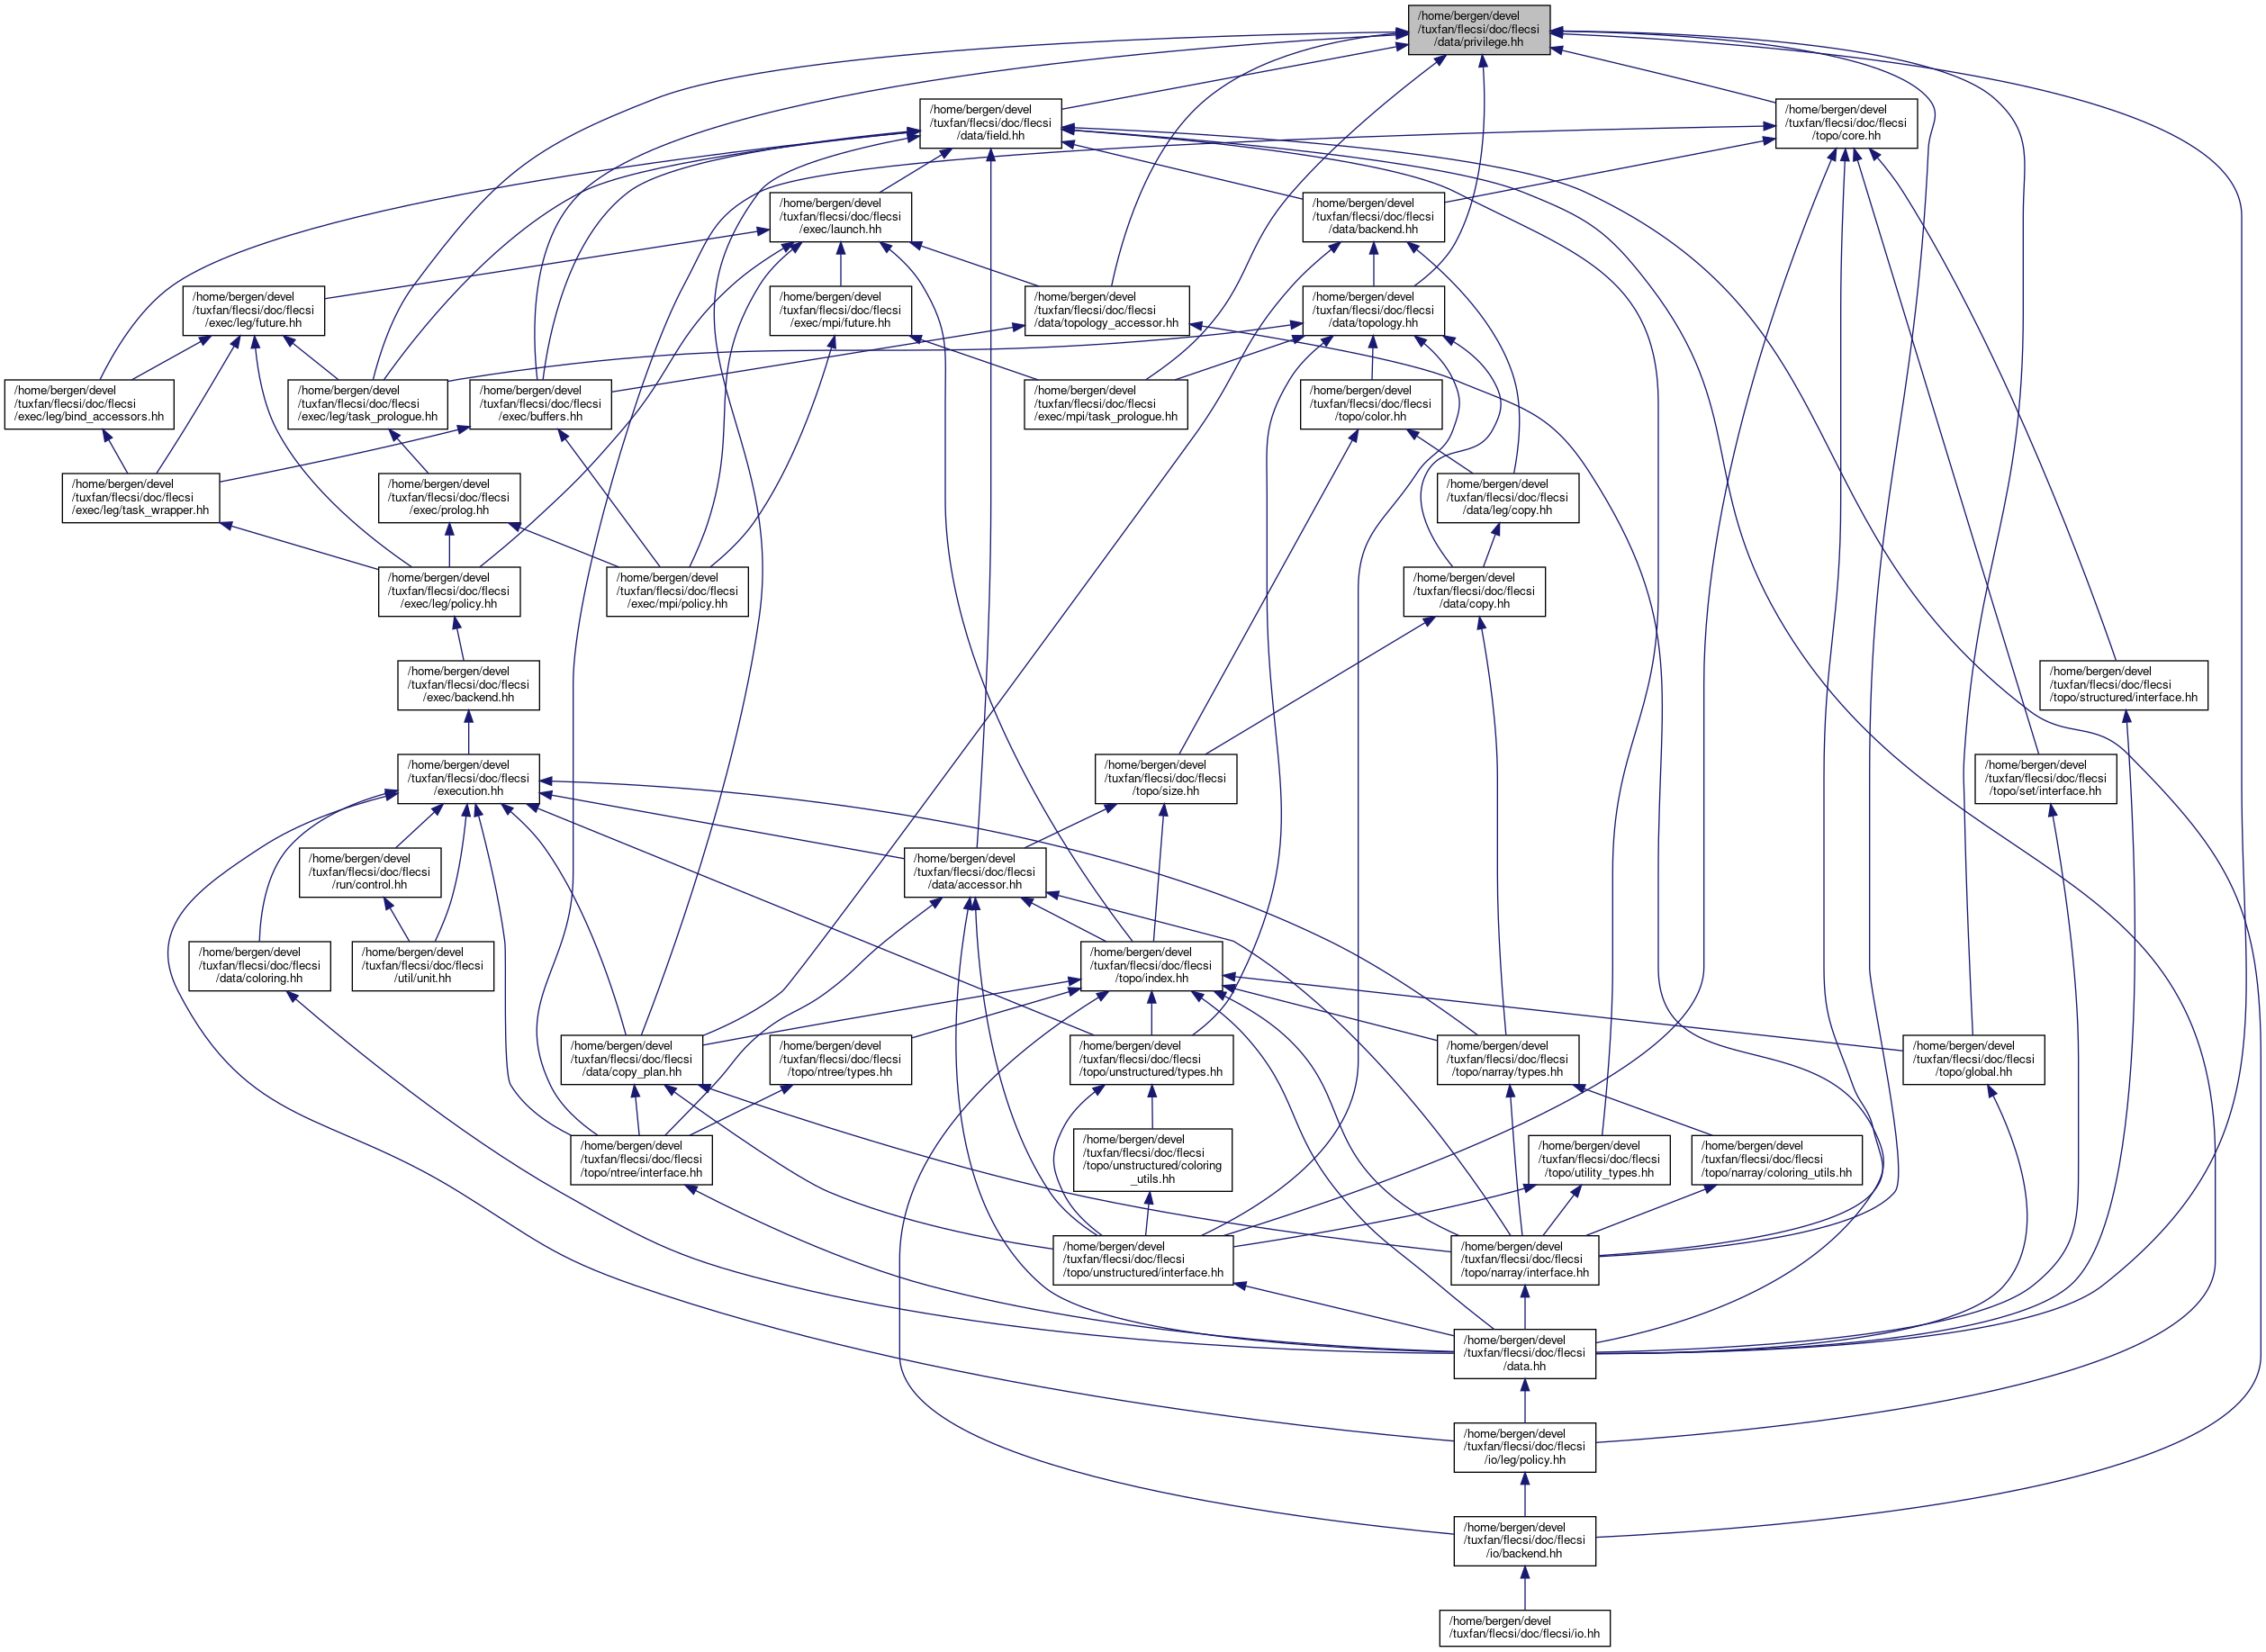 /home/bergen/devel
/tuxfan/flecsi/doc/flecsi
/data/privilege.hh
/home/bergen/devel
/tuxfan/flecsi/doc/flecsi
/data/field.hh
/home/bergen/devel
/tuxfan/flecsi/doc/flecsi
/topo/core.hh
/home/bergen/devel
/tuxfan/flecsi/doc/flecsi
/exec/launch.hh
/home/bergen/devel
/tuxfan/flecsi/doc/flecsi
/data/backend.hh
/home/bergen/devel
/tuxfan/flecsi/doc/flecsi
/exec/leg/future.hh
/home/bergen/devel
/tuxfan/flecsi/doc/flecsi
/exec/mpi/future.hh
/home/bergen/devel
/tuxfan/flecsi/doc/flecsi
/data/topology_accessor.hh
/home/bergen/devel
/tuxfan/flecsi/doc/flecsi
/data/topology.hh
/home/bergen/devel
/tuxfan/flecsi/doc/flecsi
/exec/leg/bind_accessors.hh
/home/bergen/devel
/tuxfan/flecsi/doc/flecsi
/exec/leg/task_prologue.hh
/home/bergen/devel
/tuxfan/flecsi/doc/flecsi
/exec/buffers.hh
/home/bergen/devel
/tuxfan/flecsi/doc/flecsi
/exec/mpi/task_prologue.hh
/home/bergen/devel
/tuxfan/flecsi/doc/flecsi
/topo/color.hh
/home/bergen/devel
/tuxfan/flecsi/doc/flecsi
/exec/leg/task_wrapper.hh
/home/bergen/devel
/tuxfan/flecsi/doc/flecsi
/exec/prolog.hh
/home/bergen/devel
/tuxfan/flecsi/doc/flecsi
/data/leg/copy.hh
/home/bergen/devel
/tuxfan/flecsi/doc/flecsi
/exec/leg/policy.hh
/home/bergen/devel
/tuxfan/flecsi/doc/flecsi
/exec/mpi/policy.hh
/home/bergen/devel
/tuxfan/flecsi/doc/flecsi
/data/copy.hh
/home/bergen/devel
/tuxfan/flecsi/doc/flecsi
/exec/backend.hh
/home/bergen/devel
/tuxfan/flecsi/doc/flecsi
/topo/structured/interface.hh
/home/bergen/devel
/tuxfan/flecsi/doc/flecsi
/execution.hh
/home/bergen/devel
/tuxfan/flecsi/doc/flecsi
/topo/size.hh
/home/bergen/devel
/tuxfan/flecsi/doc/flecsi
/topo/set/interface.hh
/home/bergen/devel
/tuxfan/flecsi/doc/flecsi
/run/control.hh
/home/bergen/devel
/tuxfan/flecsi/doc/flecsi
/data/accessor.hh
/home/bergen/devel
/tuxfan/flecsi/doc/flecsi
/data/coloring.hh
/home/bergen/devel
/tuxfan/flecsi/doc/flecsi
/util/unit.hh
/home/bergen/devel
/tuxfan/flecsi/doc/flecsi
/topo/index.hh
/home/bergen/devel
/tuxfan/flecsi/doc/flecsi
/data/copy_plan.hh
/home/bergen/devel
/tuxfan/flecsi/doc/flecsi
/topo/ntree/types.hh
/home/bergen/devel
/tuxfan/flecsi/doc/flecsi
/topo/unstructured/types.hh
/home/bergen/devel
/tuxfan/flecsi/doc/flecsi
/topo/narray/types.hh
/home/bergen/devel
/tuxfan/flecsi/doc/flecsi
/topo/global.hh
/home/bergen/devel
/tuxfan/flecsi/doc/flecsi
/topo/ntree/interface.hh
/home/bergen/devel
/tuxfan/flecsi/doc/flecsi
/topo/unstructured/coloring
_utils.hh
/home/bergen/devel
/tuxfan/flecsi/doc/flecsi
/topo/utility_types.hh
/home/bergen/devel
/tuxfan/flecsi/doc/flecsi
/topo/narray/coloring_utils.hh
/home/bergen/devel
/tuxfan/flecsi/doc/flecsi
/topo/unstructured/interface.hh
/home/bergen/devel
/tuxfan/flecsi/doc/flecsi
/topo/narray/interface.hh
/home/bergen/devel
/tuxfan/flecsi/doc/flecsi
/data.hh
/home/bergen/devel
/tuxfan/flecsi/doc/flecsi
/io/leg/policy.hh
/home/bergen/devel
/tuxfan/flecsi/doc/flecsi
/io/backend.hh
/home/bergen/devel
/tuxfan/flecsi/doc/flecsi/io.hh